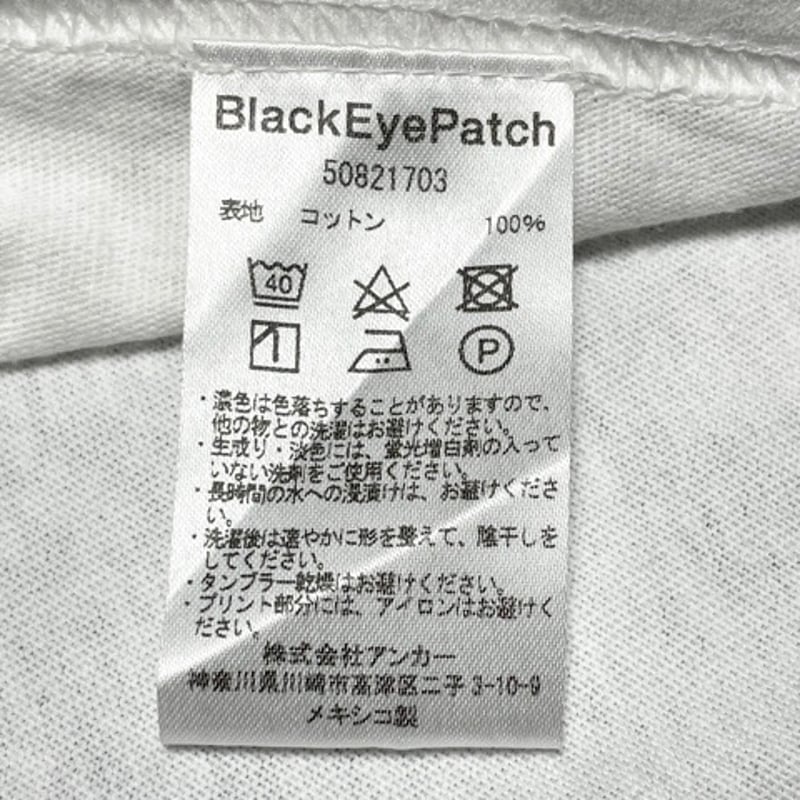 BlackEyePatch
50821703
表地 コットン 100%
40
P
・濃色は色落ちすることがありますので、
他の物との洗濯はお避けください。
・生成り・淡色には、蛍光増白剤の入って
いない洗剤をご使用ください。
・長時間の水への浸漬けは、お避けくださ
い。
・洗濯後は速やかに形を整えて、陰干しを
してください。
・タンブラー乾燥はお避けください。
・プリント部分には、アイロンはお避けく
ださい。
株式会社アンカー
神奈川県川崎市高津区二子 3-10-9
メキシコ製